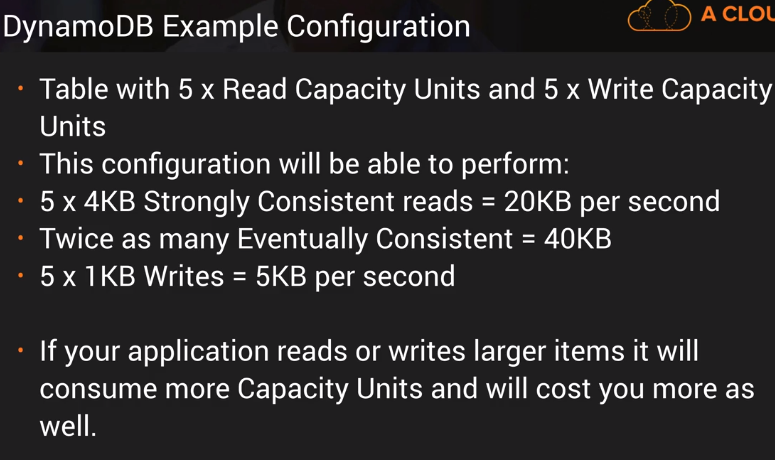 DynamoDB Example Configuration
A CLOU
• Table with 5 x Read Capacity Units and 5 x Write Capacity
Units
• This configuration will be able to perform:
• 5 x 4KB Strongly Consistent reads = 20KB per second
• Twice as many Eventually Consistent = 40KB
• 5 x 1KB Writes = 5KB per second
• If your application reads or writes larger items it will
consume more Capacity Units and will cost you more as
well.